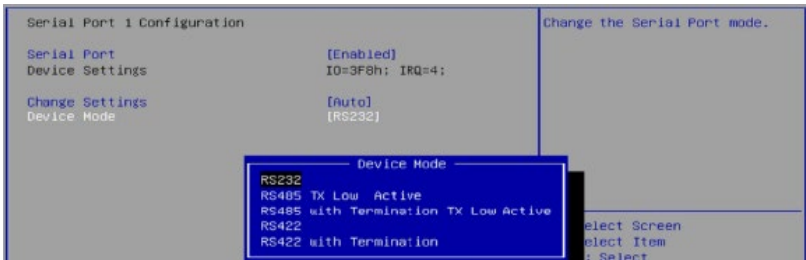 Serial Port 1 Configuration
Change the Serial Port mode.
Serial Port [Enabled]
Device Settings IO=3F8h; IRQ=4;
Change Settings [Auto]
Device Mode [RS232]
Device Mode
RS232
RS485 TX Low Active
RS485 with Termination TX Low Active
RS422
RS422 with Termination
elect Screen
elect Item
: Select